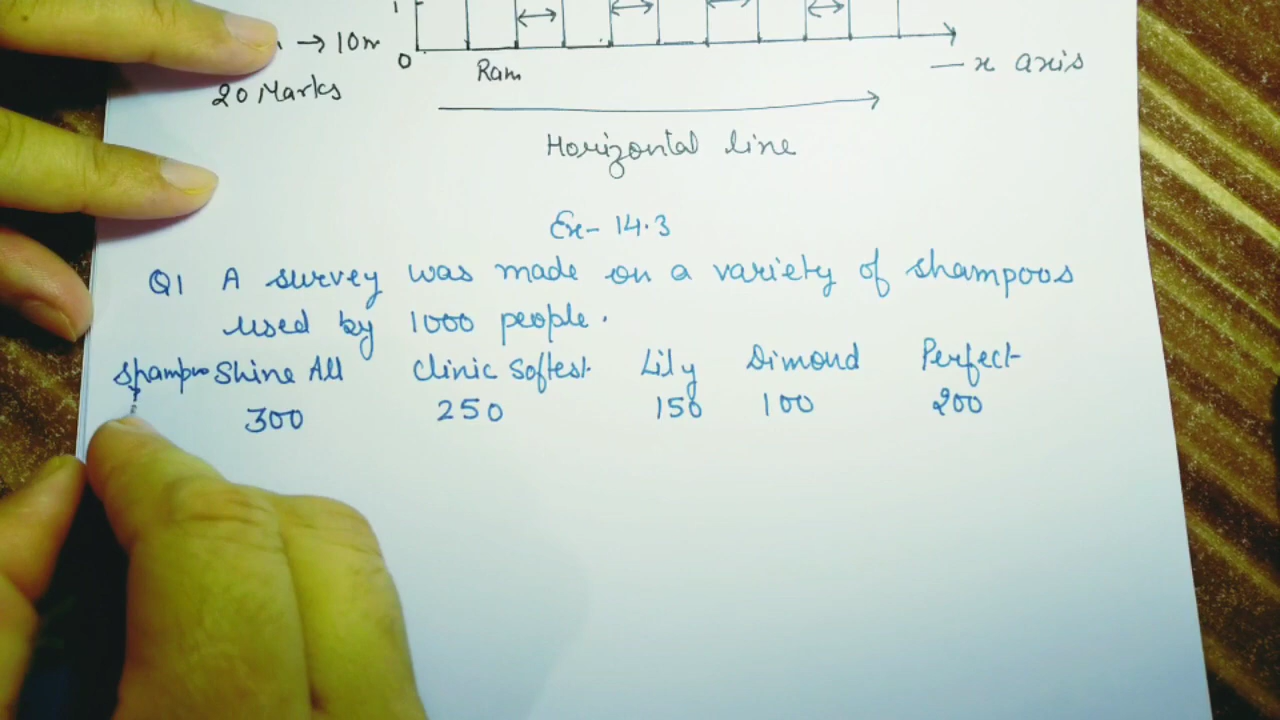 1
→ 10m
0
Ram
x axis
20 Marks
Horizontal line
Ex- 14.3
Q1 A survey was made on a variety of shampoos
used by 1000 people.
Shampoo Shine All Clinic Softest Lily Dimond Perfect
300 250 150 100 200